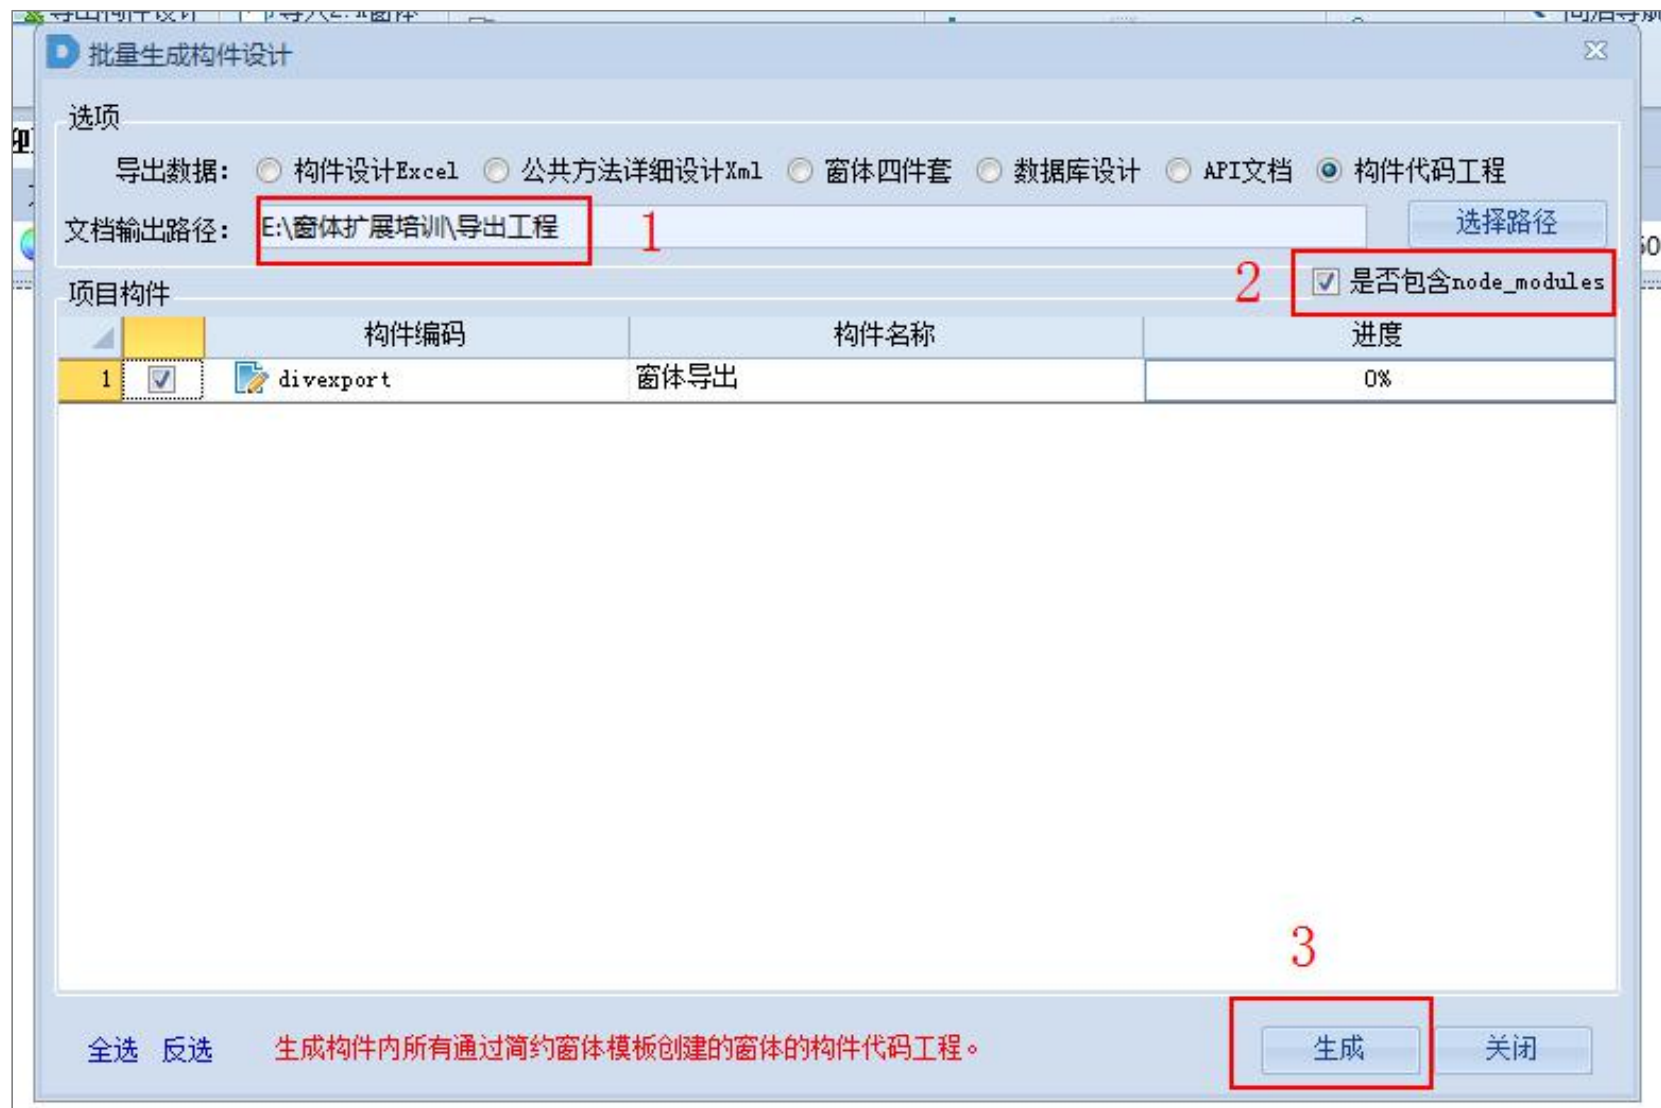 批量生成构件设计
选项
导出数据： 构件设计Excel 公共方法详细设计Xml 窗体四件套 数据库设计 API文档 构件代码工程
文档输出路径： E:\窗体扩展培训\导出工程 1 选择路径
2 是否包含node_modules
项目构件
构件编码 构件名称 进度
1 divexport 窗体导出 0%
3
全选 反选 生成构件内所有通过简约窗体模板创建的窗体的构件代码工程。 生成 关闭